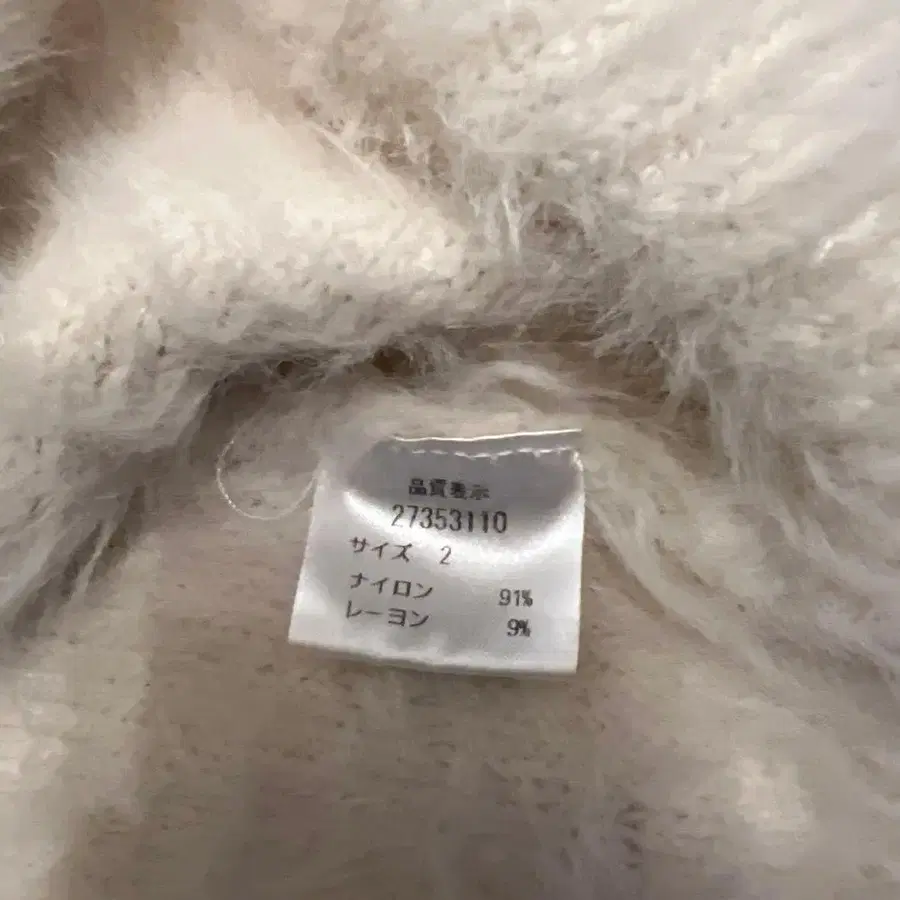 品質表示
27353110
サイズ 2
ナイロン 91%
レーヨン 9%